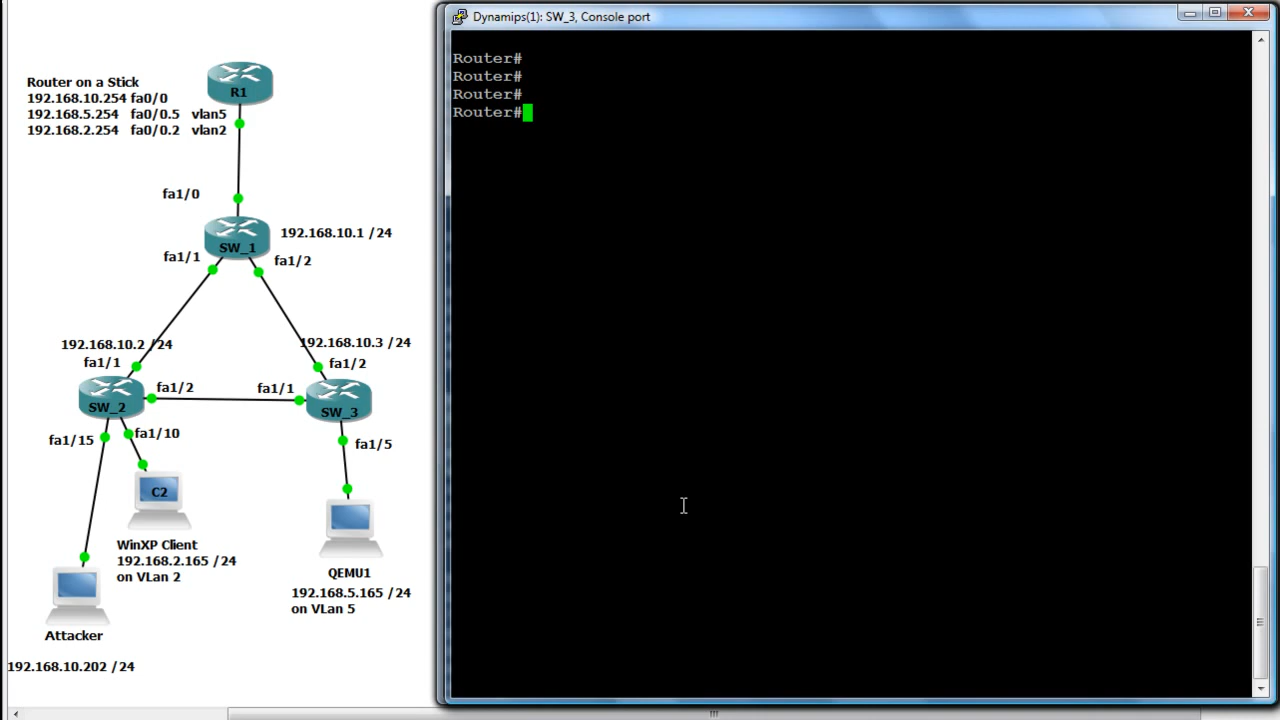 Dynamips(1): SW_3, Console port
Router#
Router#
Router#
Router#
Router on a Stick
192.168.10.254 fa0/0
192.168.5.254 fa0/0.5 vlan5
192.168.2.254 fa0/0.2 vlan2
R1
fa1/0
SW_1
192.168.10.1 /24
fa1/1
fa1/2
192.168.10.2 /24
fa1/1
192.168.10.3 /24
fa1/2
SW_2
fa1/2
fa1/1
SW_3
fa1/15
fa1/10
fa1/5
C2
WinXP Client
192.168.2.165 /24
on VLan 2
QEMU1
192.168.5.165 /24
on VLan 5
Attacker
192.168.10.202 /24